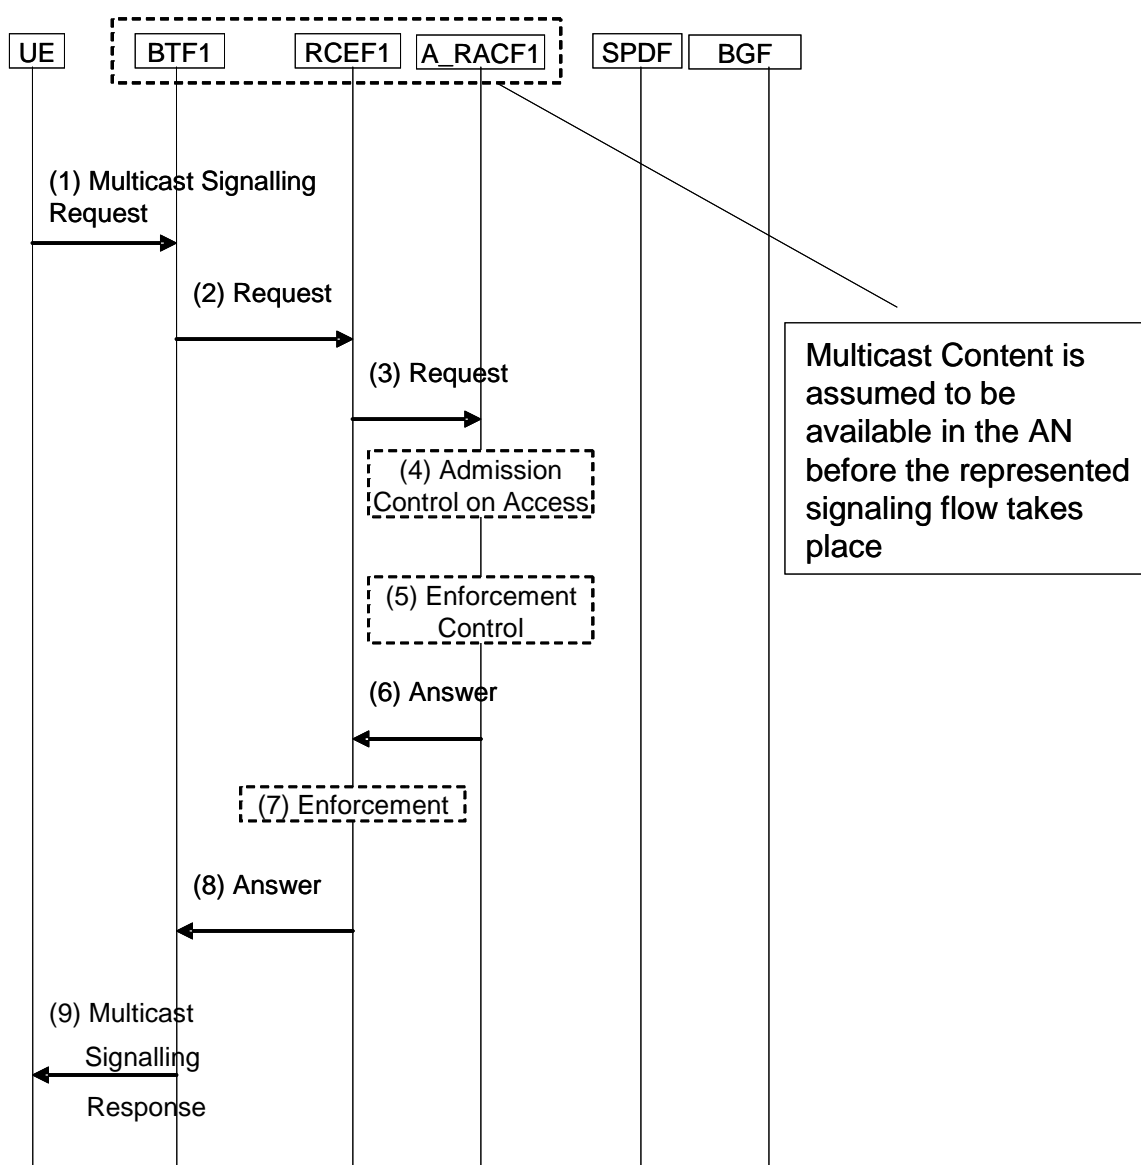 UE
BTF1
RCEF1
A_RACF1
SPDF
BGF
(1) Multicast Signalling
Request
(2) Request
(3) Request
Multicast Content is
assumed to be
available in the AN
before the represented
signaling flow takes
place
(4) Admission
Control on Access
(5) Enforcement
Control
(6) Answer
(7) Enforcement
(8) Answer
(9) Multicast
Signalling
Response